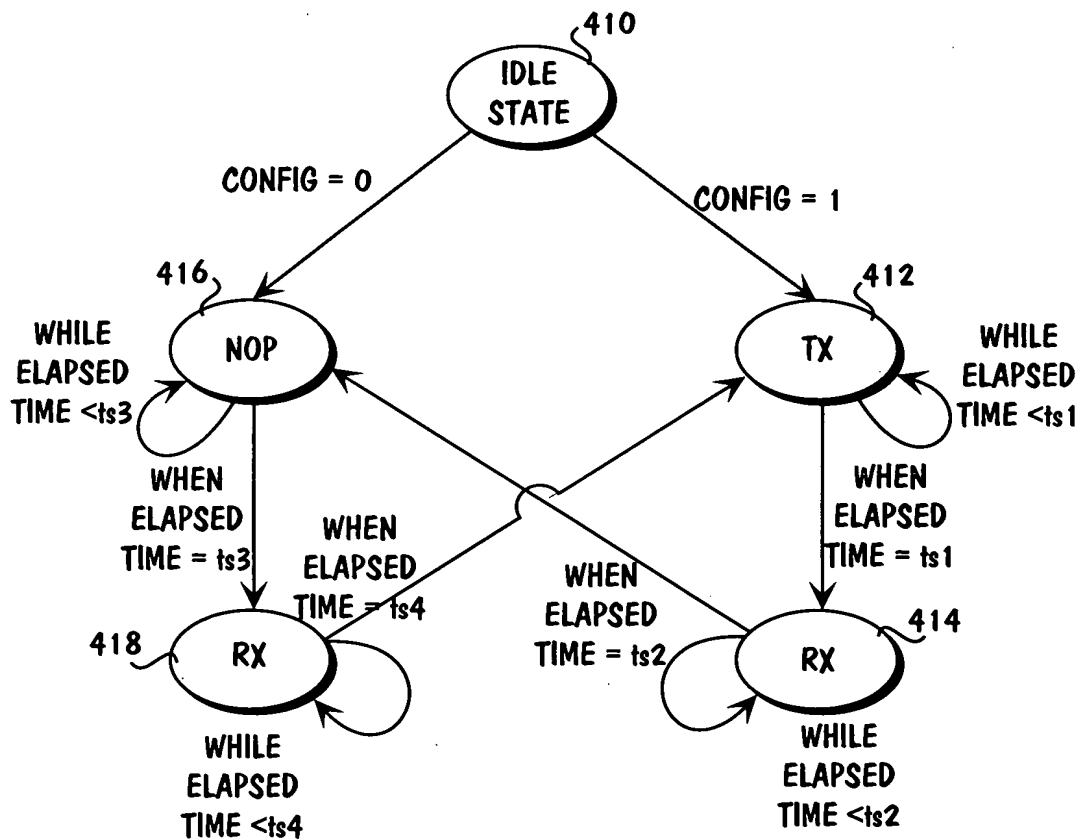 410
IDLE
STATE
CONFIG = 0
CONFIG = 1
416
412
NOP
TX
WHILE
ELAPSED
TIME <ts3
WHILE
ELAPSED
TIME <ts1
WHEN
ELAPSED
TIME = ts3
WHEN
ELAPSED
TIME = ts4
WHEN
ELAPSED
TIME = ts2
WHEN
ELAPSED
TIME = ts1
418
414
RX
RX
WHILE
ELAPSED
TIME <ts4
WHILE
ELAPSED
TIME <ts2